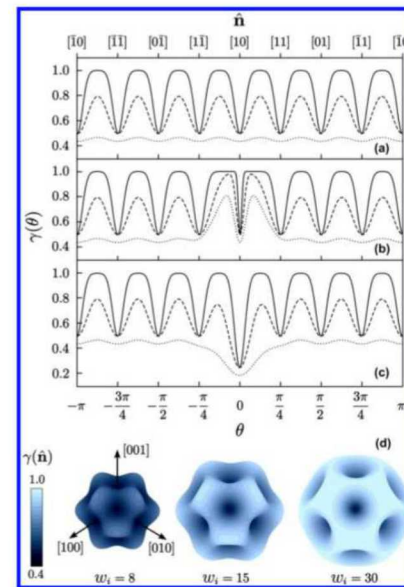 n̂
[1̄0] [1̄1̄] [01̄] [11̄] [10] [11] [01] [1̄1] [1̄0]
1.0
0.8
0.6
0.4
(a)
1.0
0.8
0.6
0.4
(b)
γ(θ)
1.0
0.8
0.6
0.4
0.2
(c)
−π −3π/4 −π/2 −π/4 0 π/4 π/2 3π/4 π
θ
(d)
γ(n̂)
1.0
0.4
[001]
[100]
[010]
wᵢ = 8 wᵢ = 15 wᵢ = 30